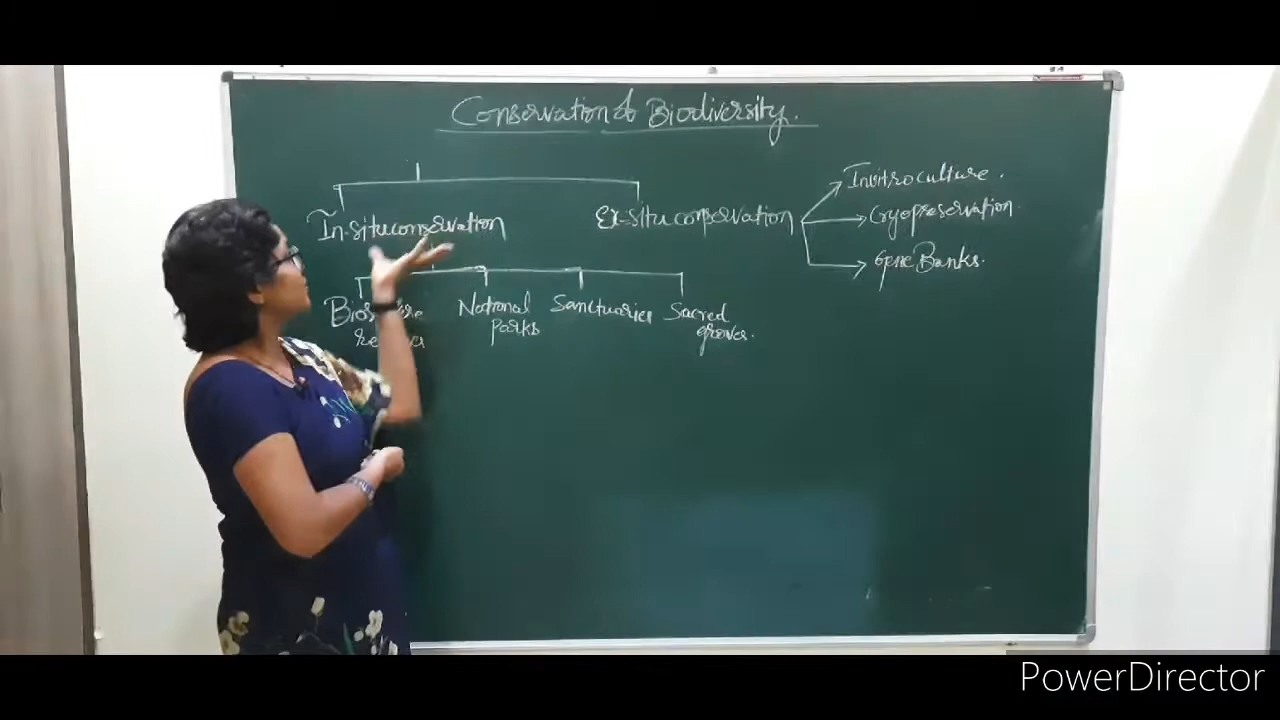 Conservation of Biodiversity.
In-situ conservation
Ex-situ conservation
Invitro culture.
Cryopreservation.
Gene Banks.
National
parks
Sanctuaries
Sacred
groves.
PowerDirector